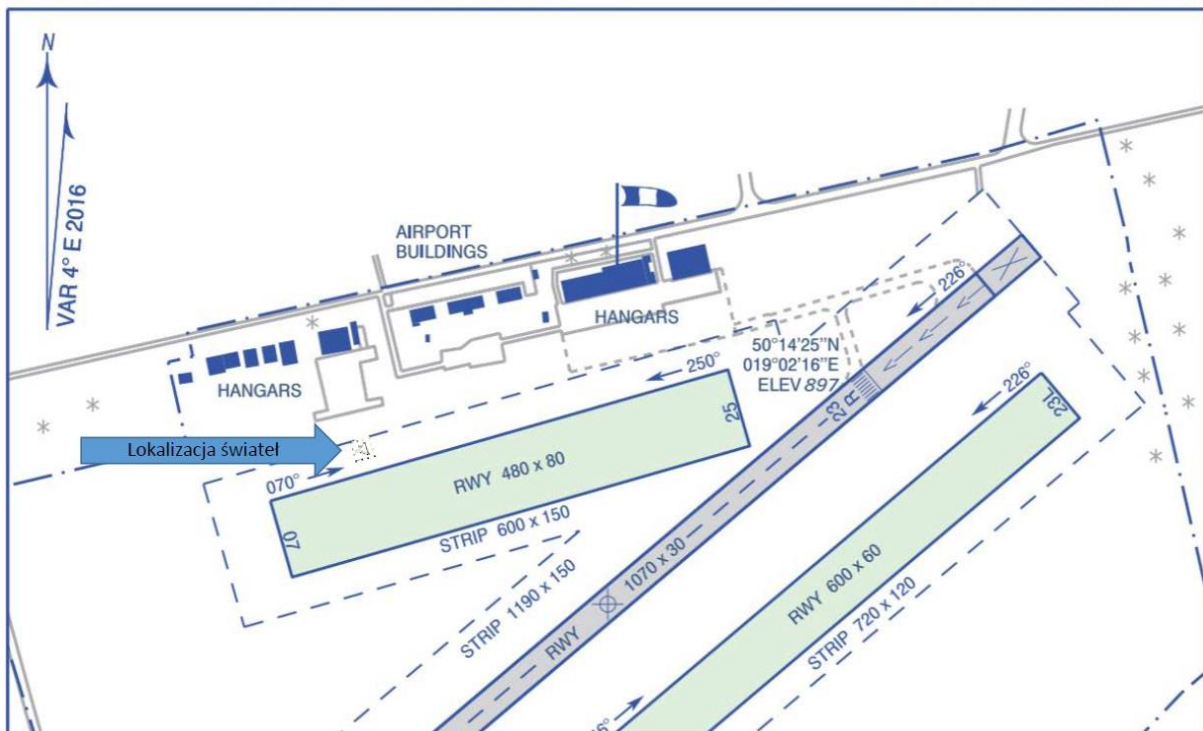 N
VAR 4° E 2016
AIRPORT
BUILDINGS
HANGARS
HANGARS
226°
50°14'25"N
019°02'16"E
ELEV 897
250°
226°
Lokalizacja świateł
070°
07
25
RWY 480 x 80
STRIP 600 x 150
23
R
23L
STRIP 1190 x 150
RWY 1070 x 30
RWY 600 x 60
STRIP 720 x 120